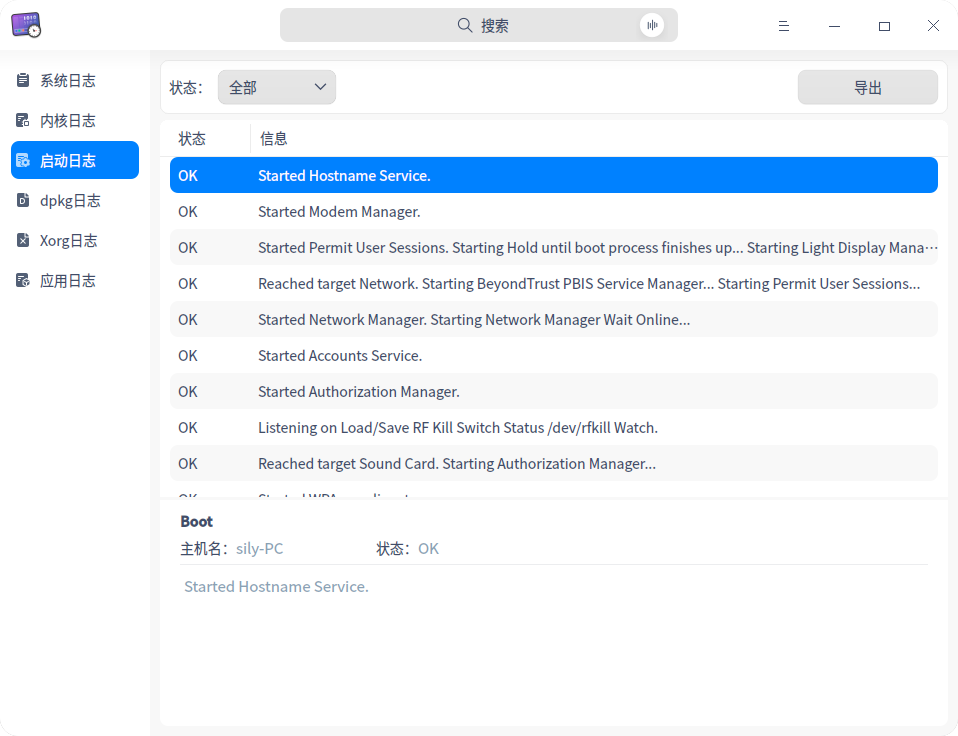 搜索
系统日志
内核日志
启动日志
dpkg日志
Xorg日志
应用日志
状态： 全部 导出
状态 信息
OK Started Hostname Service.
OK Started Modem Manager.
OK Started Permit User Sessions. Starting Hold until boot process finishes up... Starting Light Display Mana…
OK Reached target Network. Starting BeyondTrust PBIS Service Manager... Starting Permit User Sessions...
OK Started Network Manager. Starting Network Manager Wait Online...
OK Started Accounts Service.
OK Started Authorization Manager.
OK Listening on Load/Save RF Kill Switch Status /dev/rfkill Watch.
OK Reached target Sound Card. Starting Authorization Manager...
OK Started WPA
Boot
主机名： sily-PC 状态： OK
Started Hostname Service.